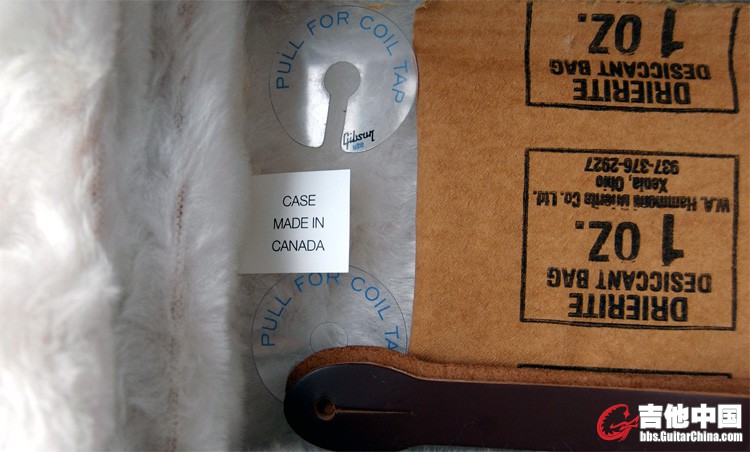 PULL FOR COIL TAP
Gibson
USA
CASE
MADE IN
CANADA
PULL FOR COIL TA
DRIERITE
DESICCANT BAG
1 OZ.
DRIERITE
DESICCANT BAG
1 OZ.
W.A. Hammond Drierite Co. Ltd.
Xenia, Ohio
937-376-2927
吉他中国
bbs.GuitarChina.com